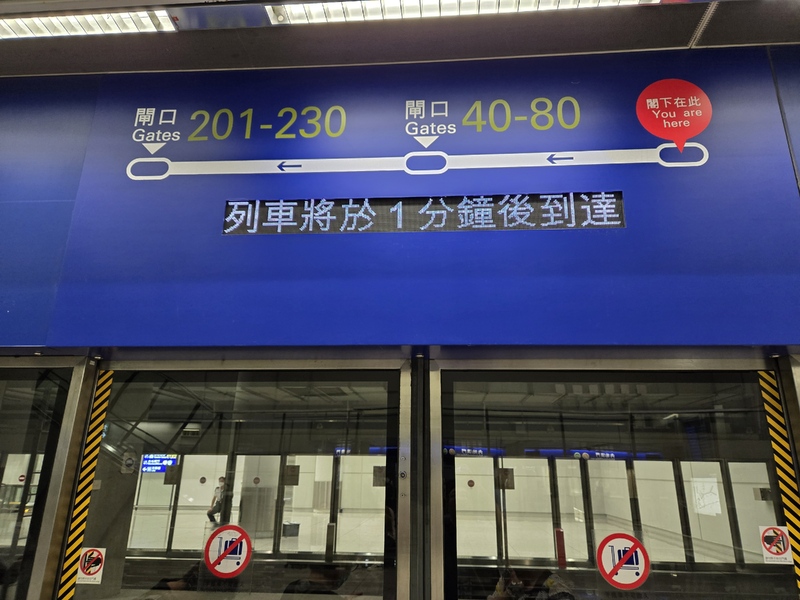 閘口
Gates
201-230
閘口
Gates
40-80
閣下在此
You are
here
列車將於 1 分鐘後到達